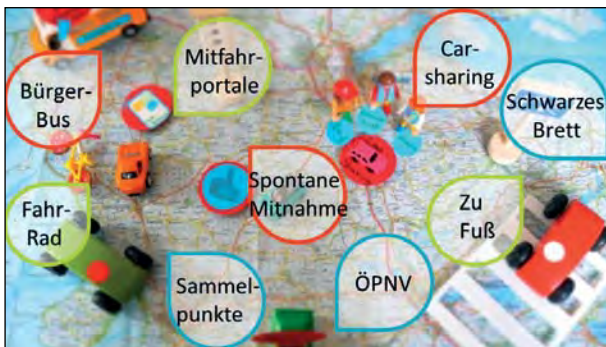 Bürger-
Bus
Mitfahr-
portale
Car-
sharing
Schwarzes
Brett
Spontane
Mitnahme
Fahr-
Rad
Zu
Fuß
Sammel-
punkte
ÖPNV